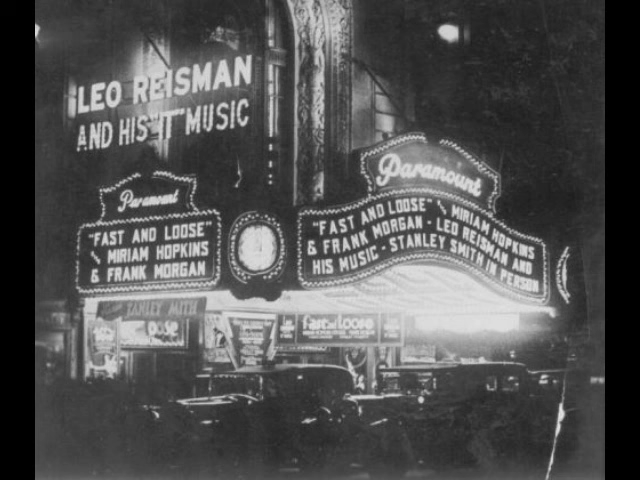 LEO REISMAN
AND HIS "IT" MUSIC
Paramount
"FAST AND LOOSE"
MIRIAM HOPKINS
& FRANK MORGAN
Paramount
"FAST AND LOOSE" MIRIAM HOPKINS
& FRANK MORGAN - LEO REISMAN AND
HIS MUSIC - STANLEY SMITH IN PERSON
STANLEY SMITH
LOOSE
Fast and Loose